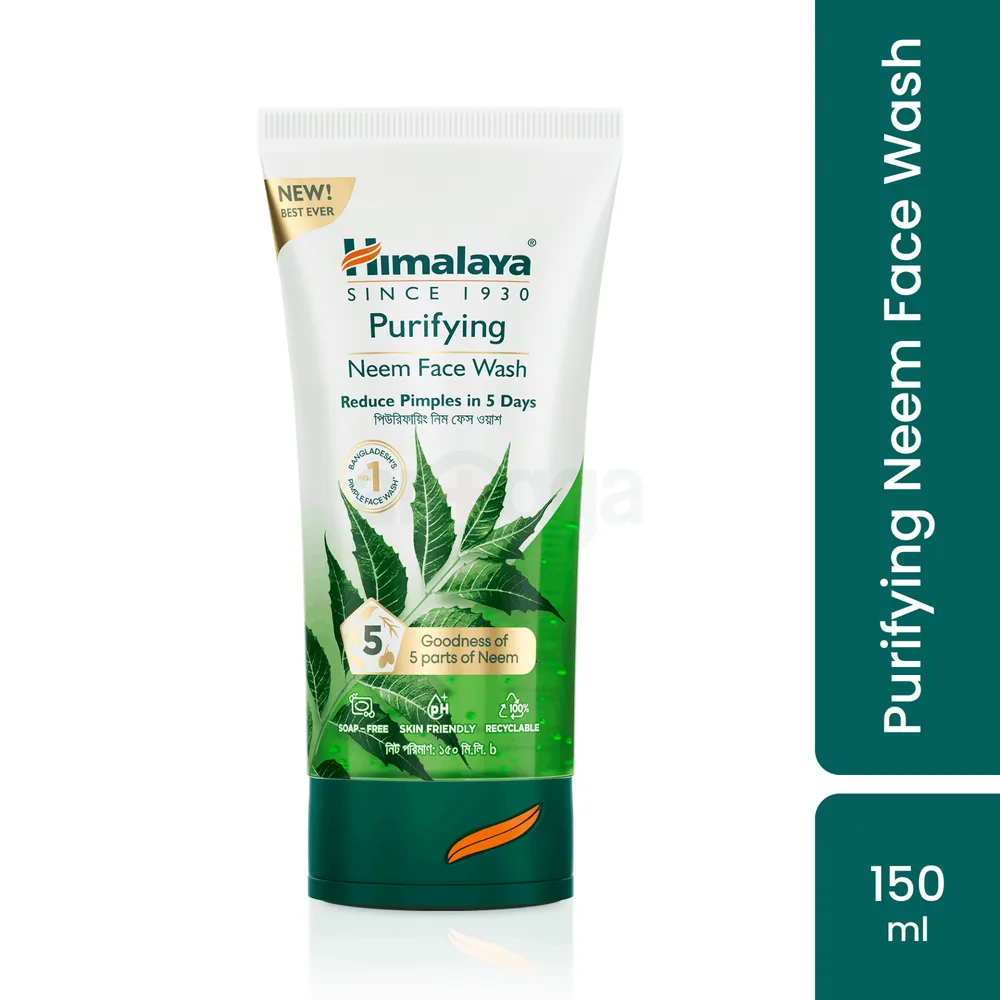 NEW!
BEST EVER
Himalaya®
SINCE 1930
Purifying
Neem Face Wash
Reduce Pimples in 5 Days
পিউরিফায়িং নিম ফেস ওয়াশ
BANGLADESH'S
no. 1
PIMPLE FACE WASH*
5
Goodness of
5 parts of Neem
pH
100%
SOAP-FREE SKIN FRIENDLY RECYCLABLE
নিট পরিমাণ: ১৫০ মি.লি. b
Purifying Neem Face Wash
150
ml